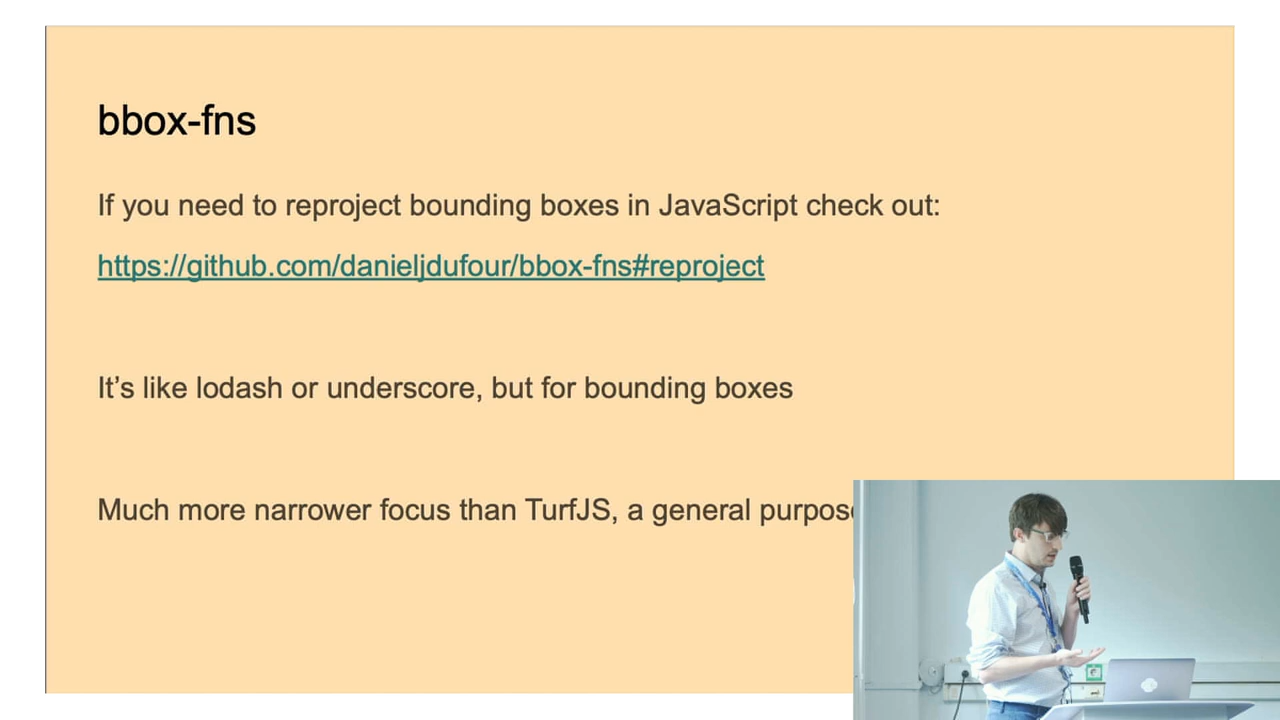 bbox-fns
If you need to reproject bounding boxes in JavaScript check out:
https://github.com/danieljdufour/bbox-fns#reproject
It’s like lodash or underscore, but for bounding boxes
Much more narrower focus than TurfJS, a general